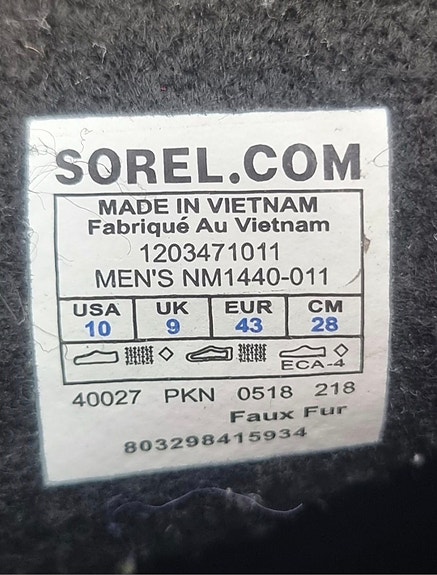 SOREL.COM
MADE IN VIETNAM
Fabriqué Au Vietnam
1203471011
MEN'S NM1440-011
USA UK EUR CM
10 9 43 28
ECA-4
40027 PKN 0518 218
Faux Fur
803298415934